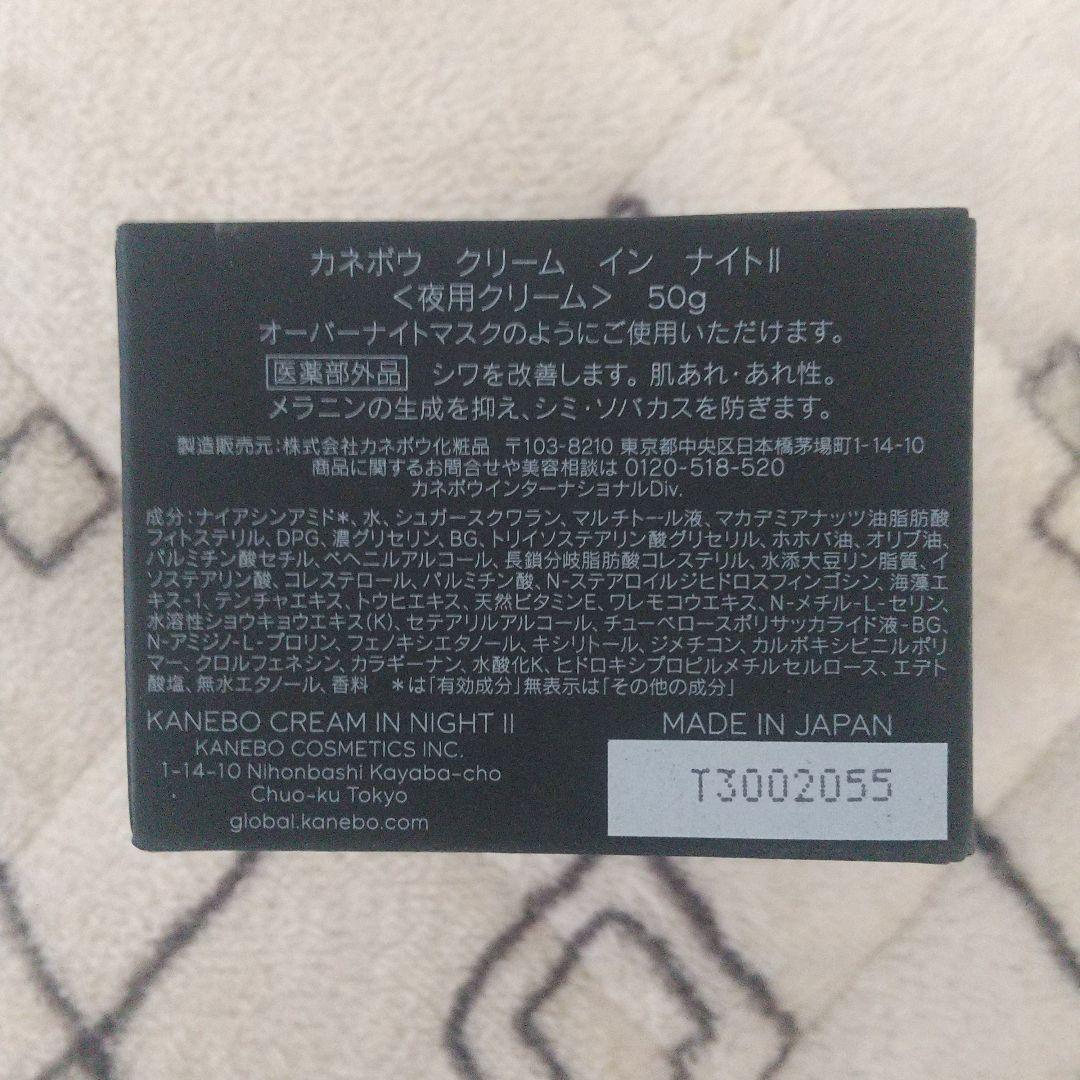 カネボウ クリーム イン ナイトⅡ
<夜用クリーム> 50g
オーバーナイトマスクのようにご使用いただけます。
医薬部外品 シワを改善します。肌あれ・あれ性。
メラニンの生成を抑え、シミ・ソバカスを防ぎます。
製造販売元:株式会社カネボウ化粧品 〒103-8210 東京都中央区日本橋茅場町1-14-10
商品に関するお問合せや美容相談は 0120-518-520
カネボウインターナショナルDiv.
成分:ナイアシンアミド*、水、シュガースクワラン、マルチトール液、マカデミアナッツ油脂肪酸
フィトステリル、DPG、濃グリセリン、BG、トリイソステアリン酸グリセリル、ホホバ油、オリブ油、
パルミチン酸セチル、ベヘニルアルコール、長鎖分岐脂肪酸コレステリル、水添大豆リン脂質、イ
ソステアリン酸、コレステロール、パルミチン酸、N-ステアロイルジヒドロスフィンゴシン、海藻エ
キス-1、テンチャエキス、トウヒエキス、天然ビタミンE、ワレモコウエキス、N-メチル-L-セリン、
水溶性ショウキョウエキス(K)、セテアリルアルコール、チューベロースポリサッカライド液-BG、
N-アミジノ-L-プロリン、フェノキシエタノール、キシリトール、ジメチコン、カルボキシビニルポリ
マー、クロルフェネシン、カラギーナン、水酸化K、ヒドロキシプロピルメチルセルロース、エデト
酸塩、無水エタノール、香料 *は「有効成分」無表示は「その他の成分」
KANEBO CREAM IN NIGHT II
KANEBO COSMETICS INC.
1-14-10 Nihonbashi Kayaba-cho
Chuo-ku Tokyo
global.kanebo.com
MADE IN JAPAN
T3002055